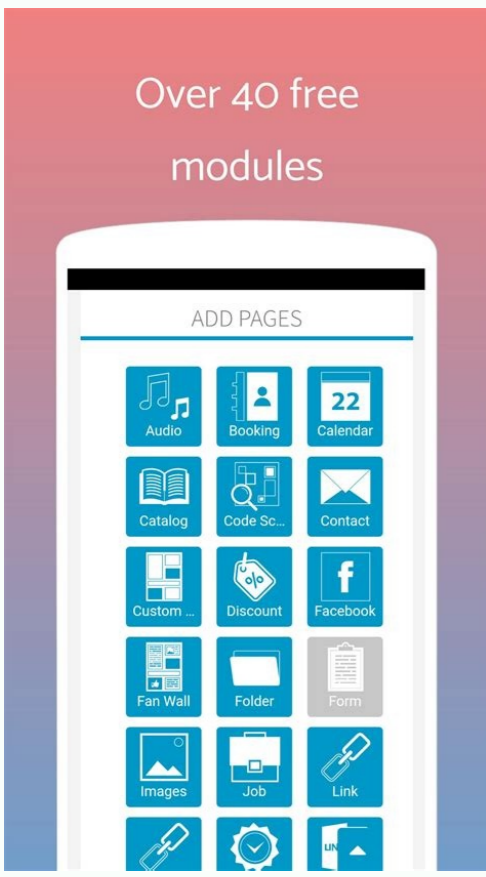 Over 40 free
modules
ADD PAGES
Audio Booking Calendar
22
Catalog Code Sc... Contact
Custom ... Discount Facebook
Fan Wall Folder Form
Images Job Link
LIN